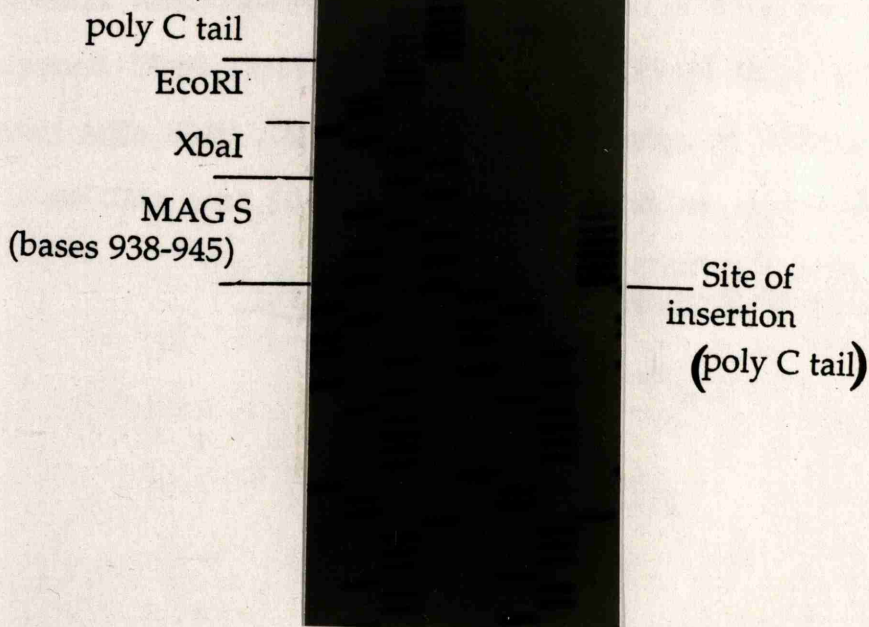 poly C tail
EcoRI
XbaI
MAG S
(bases 938-945)
Site of
insertion
(poly C tail)